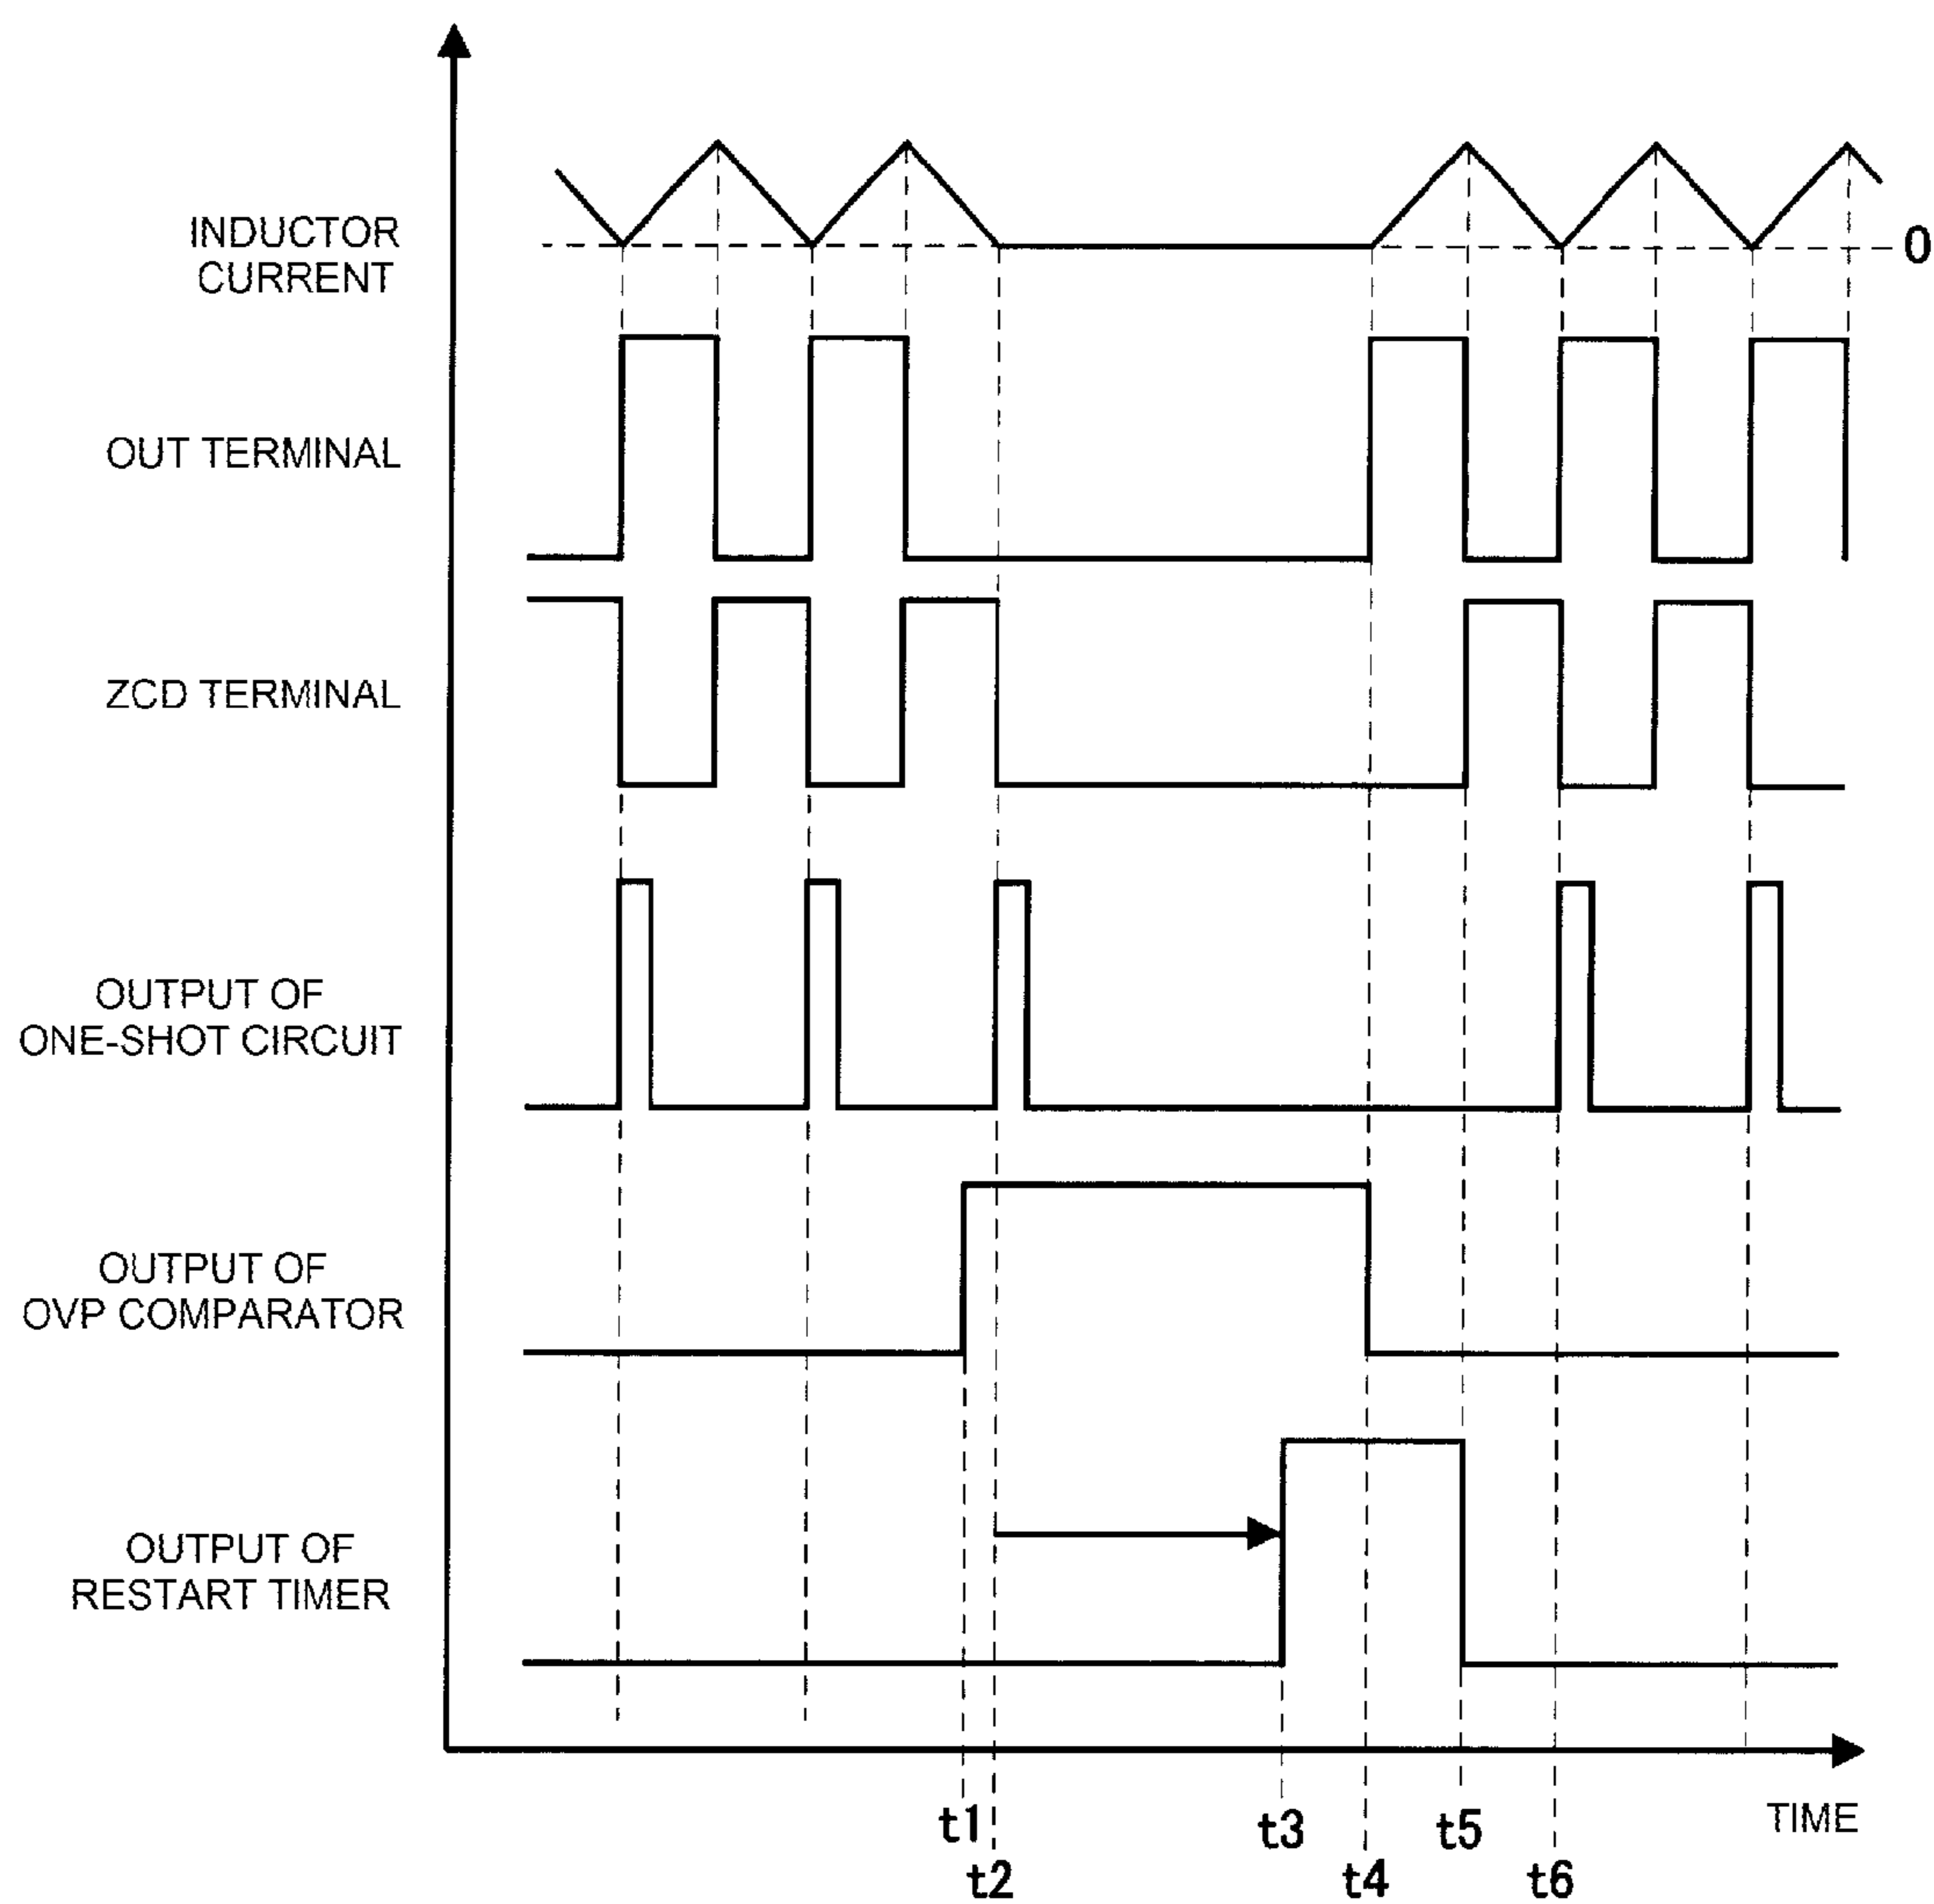 INDUCTOR
CURRENT
0
OUT TERMINAL
ZCD TERMINAL
OUTPUT OF
ONE-SHOT CIRCUIT
OUTPUT OF
OVP COMPARATOR
OUTPUT OF
RESTART TIMER
t1
t2
t3
t4
t5
t6
TIME